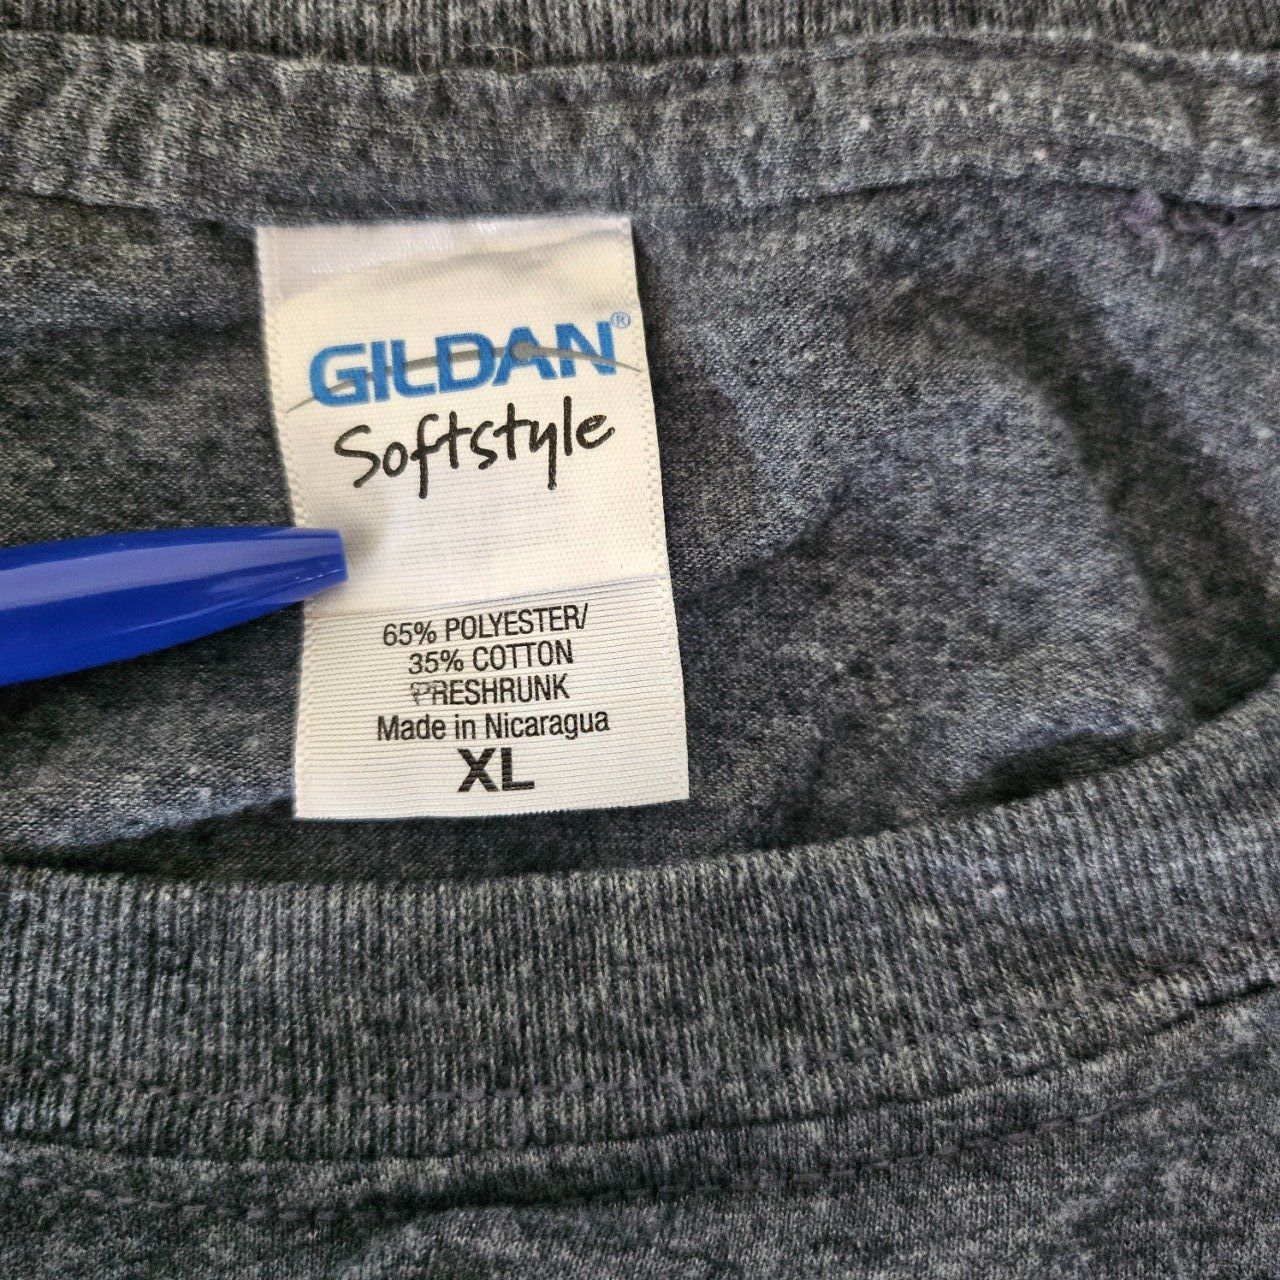 GILDAN®
Softstyle
65% POLYESTER/
35% COTTON
PRESHRUNK
Made in Nicaragua
XL